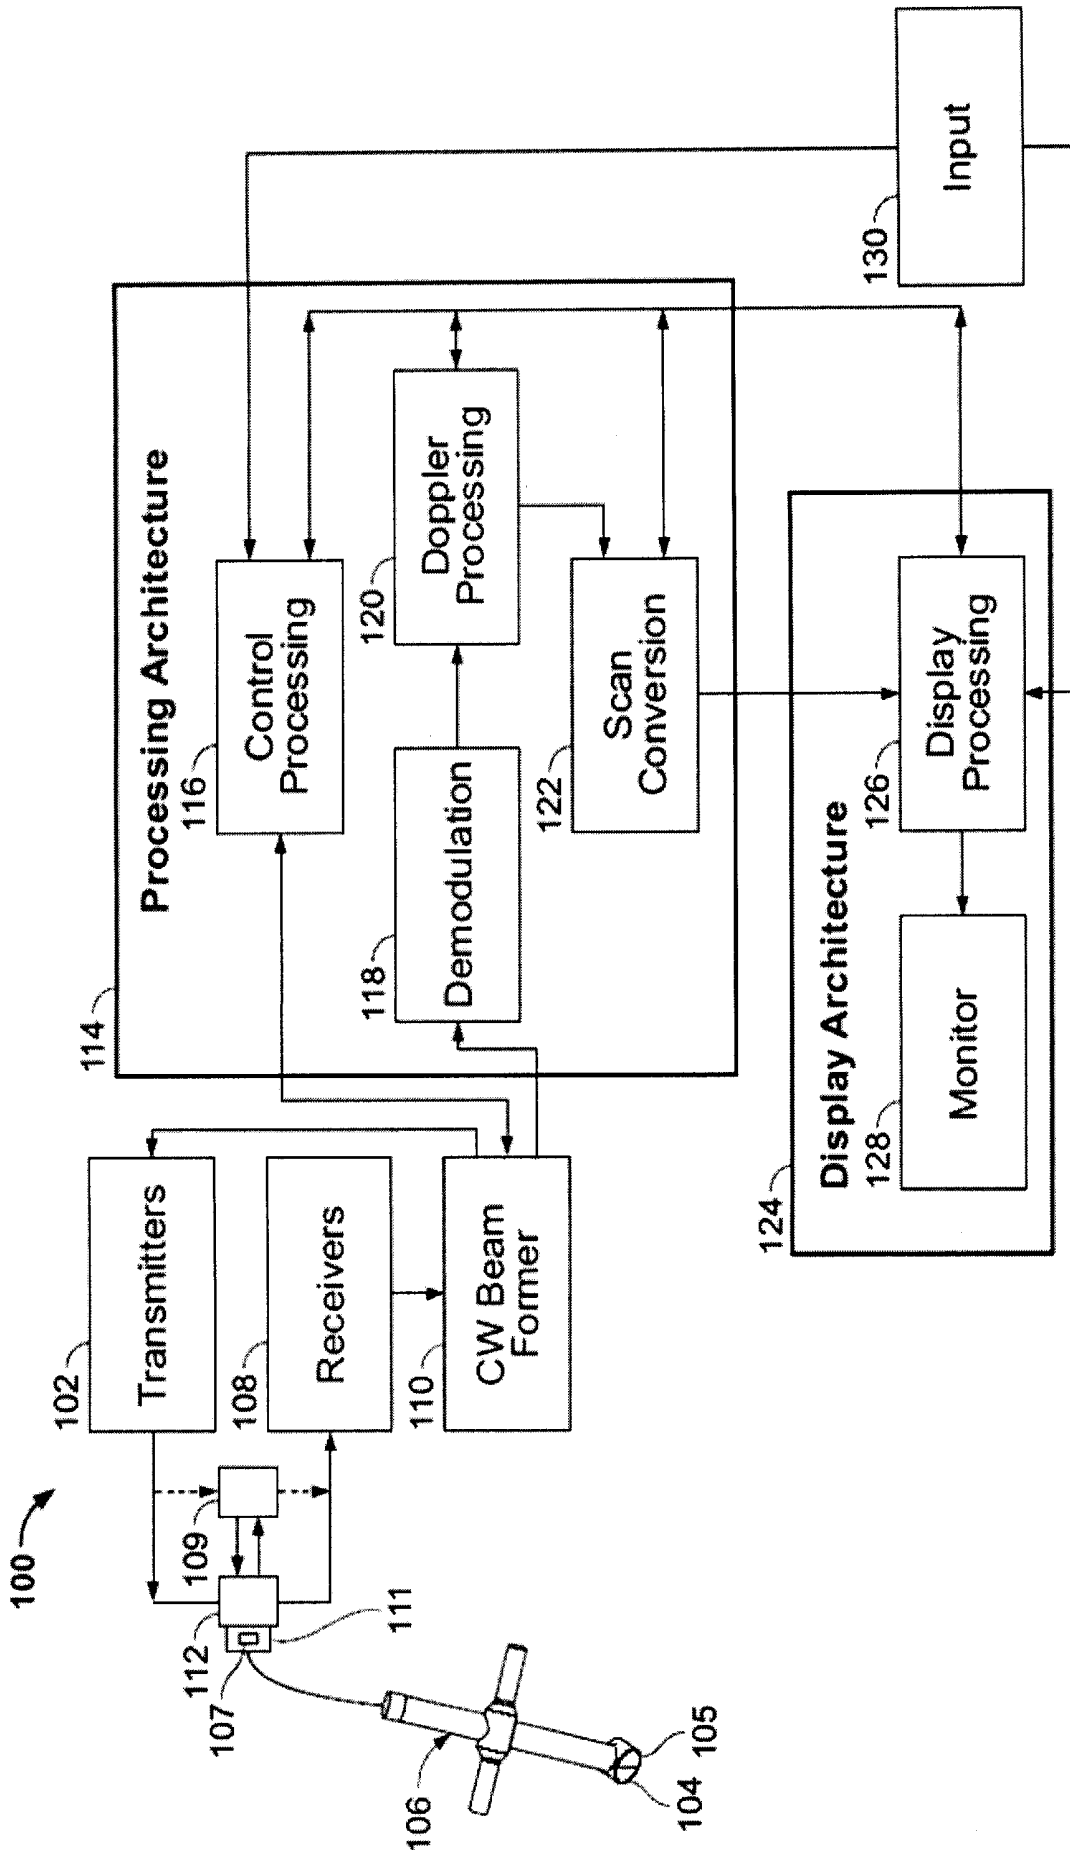 100
102
Transmitters
108
Receivers
110
CW Beam
Former
109
112
107
111
106
104
105
114
Processing Architecture
116
Control
Processing
118
Demodulation
120
Doppler
Processing
122
Scan
Conversion
124
Display Architecture
126
Display
Processing
128
Monitor
130
Input